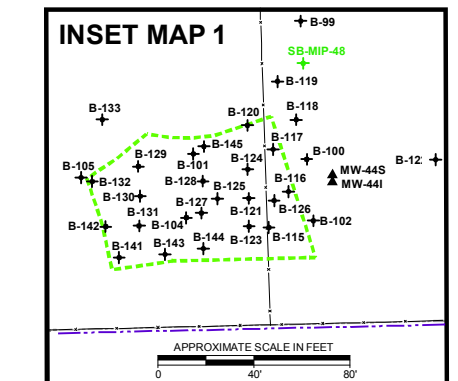 INSET MAP 1
B-99
SB-MIP-48
B-119
B-133
B-120
B-118
B-117
B-145
B-129
B-101
B-124
B-100
B-105
B-132
B-128
MW-44S
MW-44I
B-130
B-125
B-116
B-127
B-126
B-131
B-104
B-121
B-102
B-142
B-123
B-115
B-144
B-141
B-143
APPROXIMATE SCALE IN FEET
0 40' 80'